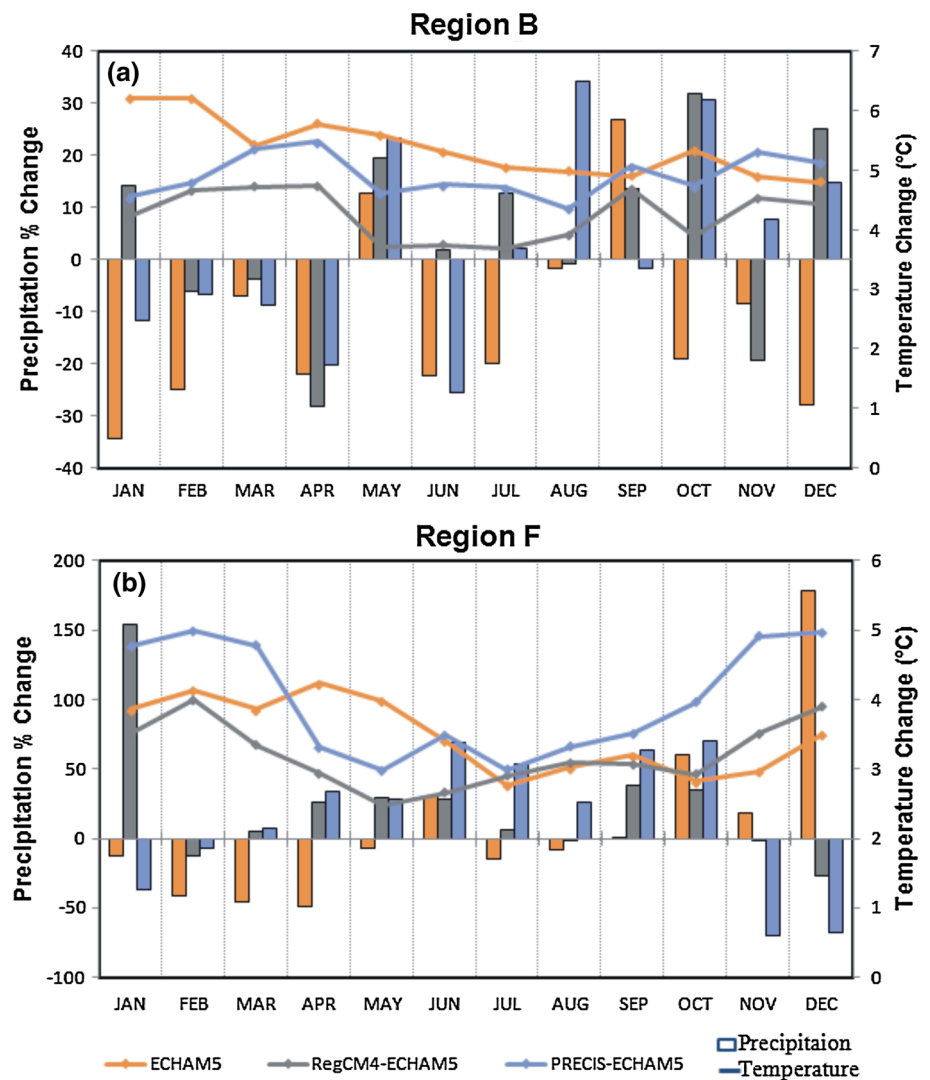 Region B
(a)
40
30
20
10
0
-10
-20
-30
-40
Precipitation % Change
7
6
5
4
3
2
1
0
Temperature Change (°C)
JAN FEB MAR APR MAY JUN JUL AUG SEP OCT NOV DEC
Region F
(b)
200
150
100
50
0
-50
-100
Precipitation % Change
6
5
4
3
2
1
0
Temperature Change (°C)
JAN FEB MAR APR MAY JUN JUL AUG SEP OCT NOV DEC
ECHAM5 RegCM4-ECHAM5 PRECIS-ECHAM5
Precipitaion
Temperature